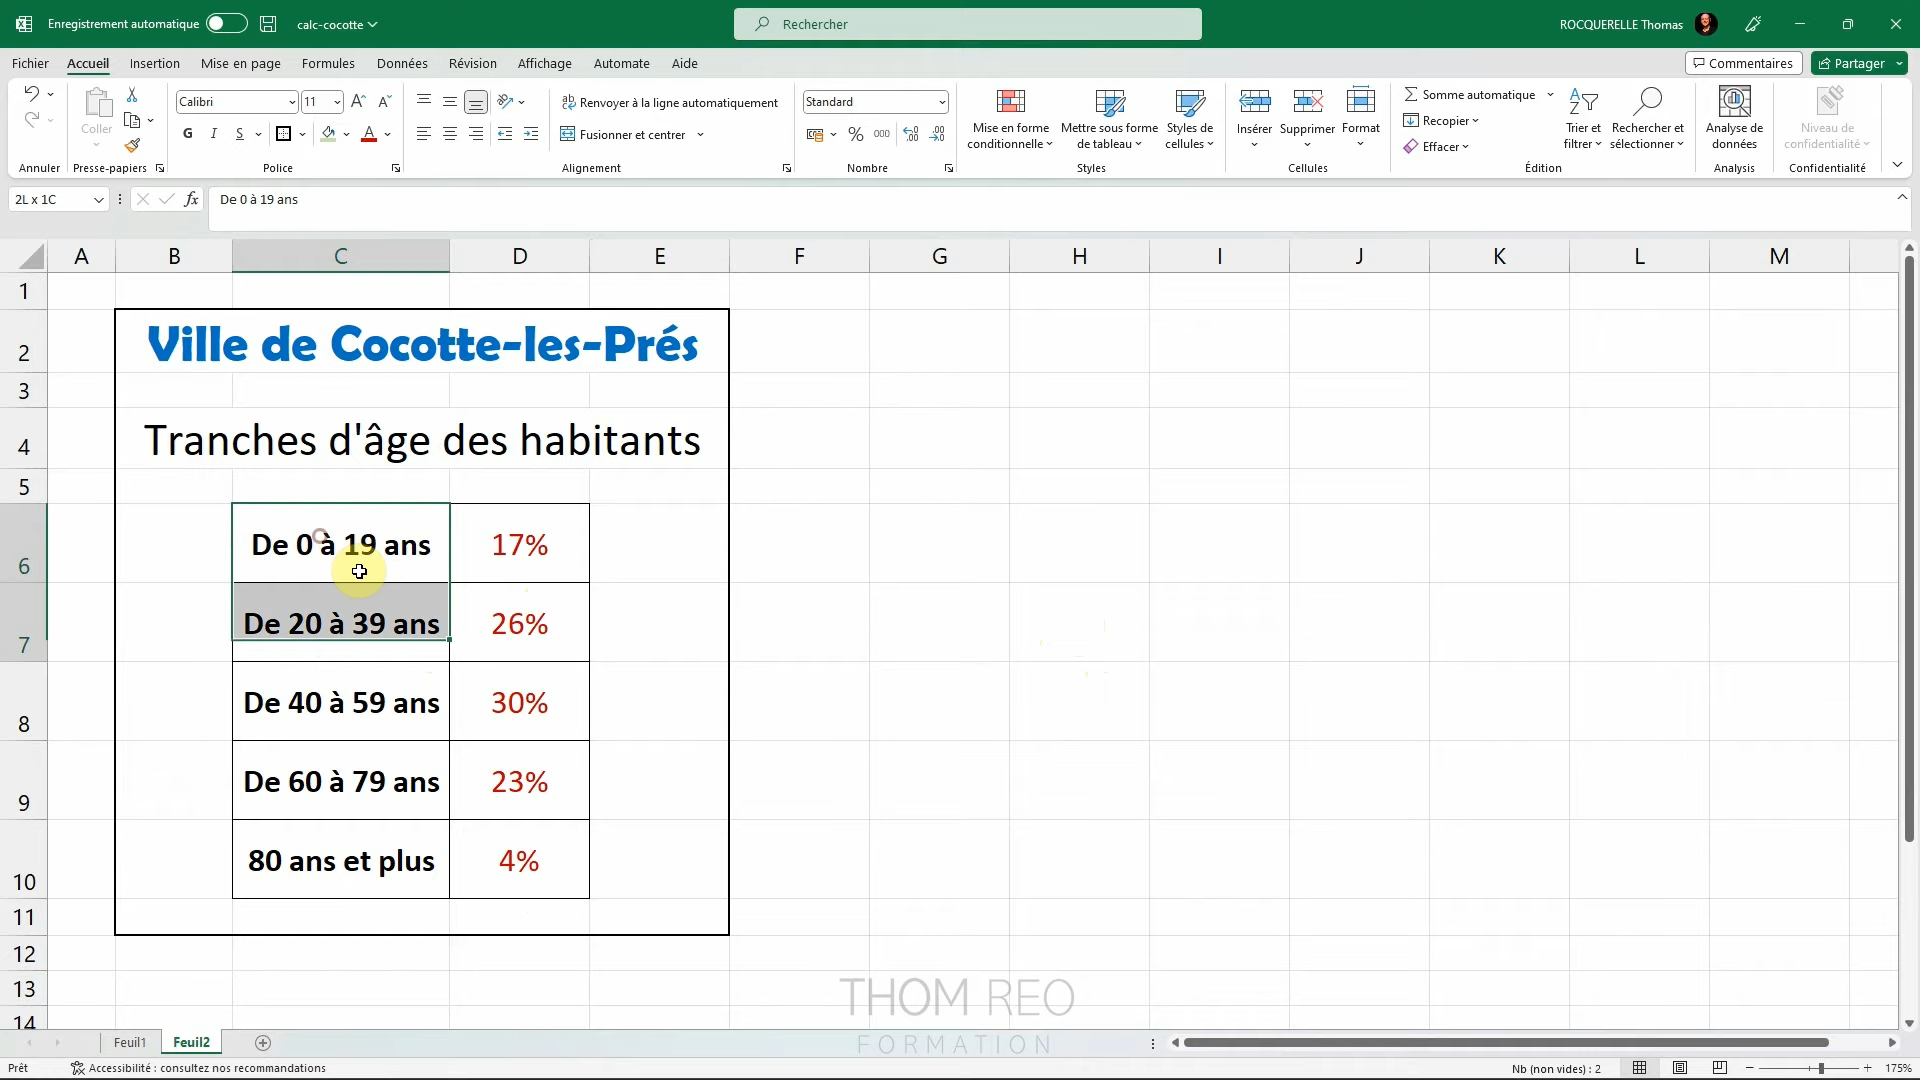 Enregistrement automatique
calc-cocotte
Rechercher
ROCQUERELLE Thomas
Fichier Accueil Insertion Mise en page Formules Données Révision Affichage Automate Aide
Commentaires Partager
Coller
Calibri 11
G I S
Renvoyer à la ligne automatiquement
Fusionner et centrer
Standard
% 000
Mise en forme conditionnelle
Mettre sous forme de tableau
Styles de cellules
Insérer Supprimer Format
Somme automatique
Recopier
Effacer
Trier et filtrer
Rechercher et sélectionner
Analyse de données
Niveau de confidentialité
Annuler Presse-papiers Police Alignement Nombre Styles Cellules Édition Analysis Confidentialité
2L x 1C fx De 0 à 19 ans
A B C D E F G H I J K L M
1
2 Ville de Cocotte-les-Prés
3
4 Tranches d'âge des habitants
5
6 De 0 à 19 ans 17%
7 De 20 à 39 ans 26%
8 De 40 à 59 ans 30%
9 De 60 à 79 ans 23%
10 80 ans et plus 4%
11
12
13
14
THOM REO
FORMATION
Feuil1 Feuil2
Prêt Accessibilité : consultez nos recommandations Nb (non vides) : 2 175%